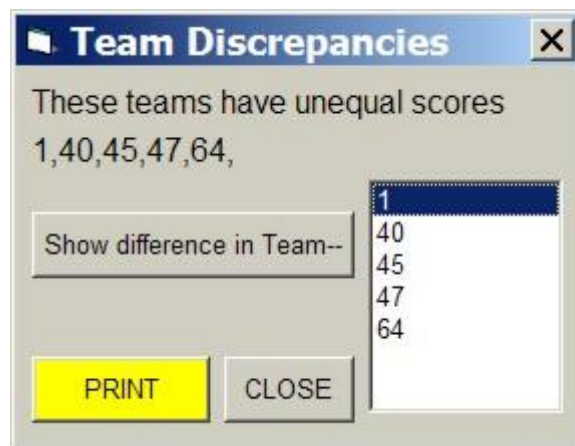 Team Discrepancies
These teams have unequal scores
1,40,45,47,64,
Show difference in Team--
1
40
45
47
64
PRINT
CLOSE